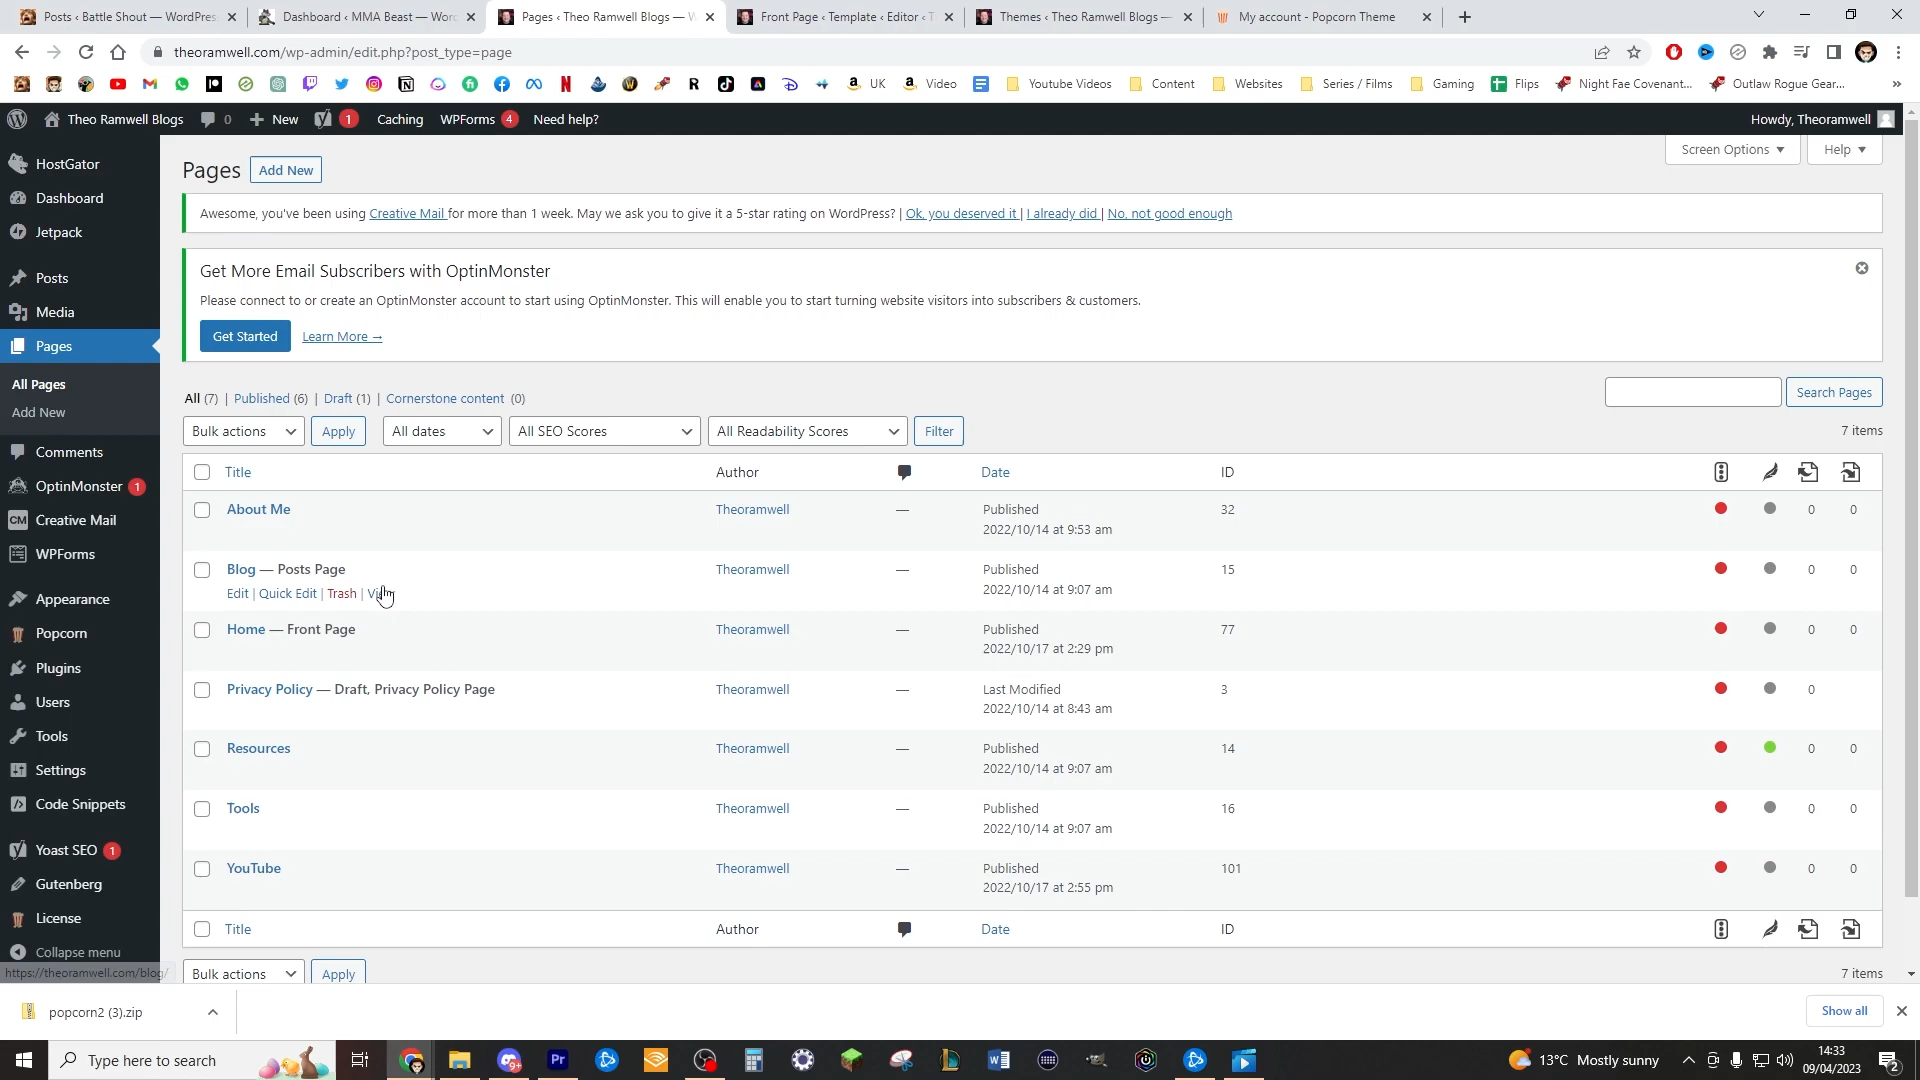 Posts ‹ Battle Shout — WordPres
Dashboard ‹ MMA Beast — Word
Pages ‹ Theo Ramwell Blogs — W
Front Page ‹ Template ‹ Editor ‹ T
Themes ‹ Theo Ramwell Blogs —
My account - Popcorn Theme
theoramwell.com/wp-admin/edit.php?post_type=page
UK
Video
Youtube Videos
Content
Websites
Series / Films
Gaming
Flips
Night Fae Covenant...
Outlaw Rogue Gear...
Theo Ramwell Blogs
0
New
1
Caching
WPForms 4
Need help?
Howdy, Theoramwell
HostGator
Dashboard
Jetpack
Posts
Media
Pages
All Pages
Add New
Comments
OptinMonster 1
CM Creative Mail
WPForms
Appearance
Popcorn
Plugins
Users
Tools
Settings
Code Snippets
Yoast SEO 1
Gutenberg
License
Collapse menu
https://theoramwell.com/blog/
Screen Options
Help
Pages
Add New
Awesome, you've been using Creative Mail for more than 1 week. May we ask you to give it a 5-star rating on WordPress? | Ok, you deserved it | I already did | No, not good enough
Get More Email Subscribers with OptinMonster
Please connect to or create an OptinMonster account to start using OptinMonster. This will enable you to start turning website visitors into subscribers & customers.
Get Started
Learn More →
All (7) | Published (6) | Draft (1) | Cornerstone content (0)
Search Pages
Bulk actions
Apply
All dates
All SEO Scores
All Readability Scores
Filter
7 items
Title Author Date ID
About Me Theoramwell — Published 32 0 0
2022/10/14 at 9:53 am
Blog — Posts Page Theoramwell — Published 15 0 0
Edit | Quick Edit | Trash | 2022/10/14 at 9:07 am
Home — Front Page Theoramwell — Published 77 0 0
2022/10/17 at 2:29 pm
Privacy Policy — Draft, Privacy Policy Page Theoramwell — Last Modified 3 0
2022/10/14 at 8:43 am
Resources Theoramwell — Published 14 0 0
2022/10/14 at 9:07 am
Tools Theoramwell — Published 16 0 0
2022/10/14 at 9:07 am
YouTube Theoramwell — Published 101 0 0
2022/10/17 at 2:55 pm
Title Author Date ID
Bulk actions
Apply
7 items
popcorn2 (3).zip
Show all
Type here to search
13°C Mostly sunny
14:33
09/04/2023
2